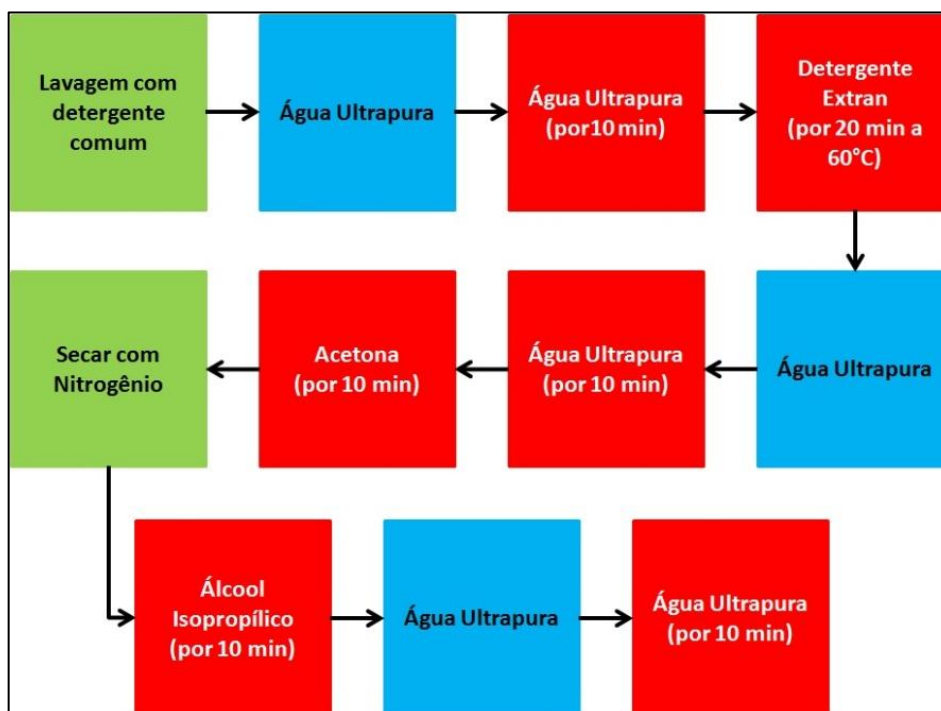 Lavagem com
detergente
comum
Água Ultrapura
Água Ultrapura
(por10 min)
Detergente
Extran
(por 20 min a
60°C)
Água Ultrapura
Água Ultrapura
(por 10 min)
Acetona
(por 10 min)
Secar com
Nitrogênio
Álcool
Isopropílico
(por 10 min)
Água Ultrapura
Água Ultrapura
(por 10 min)